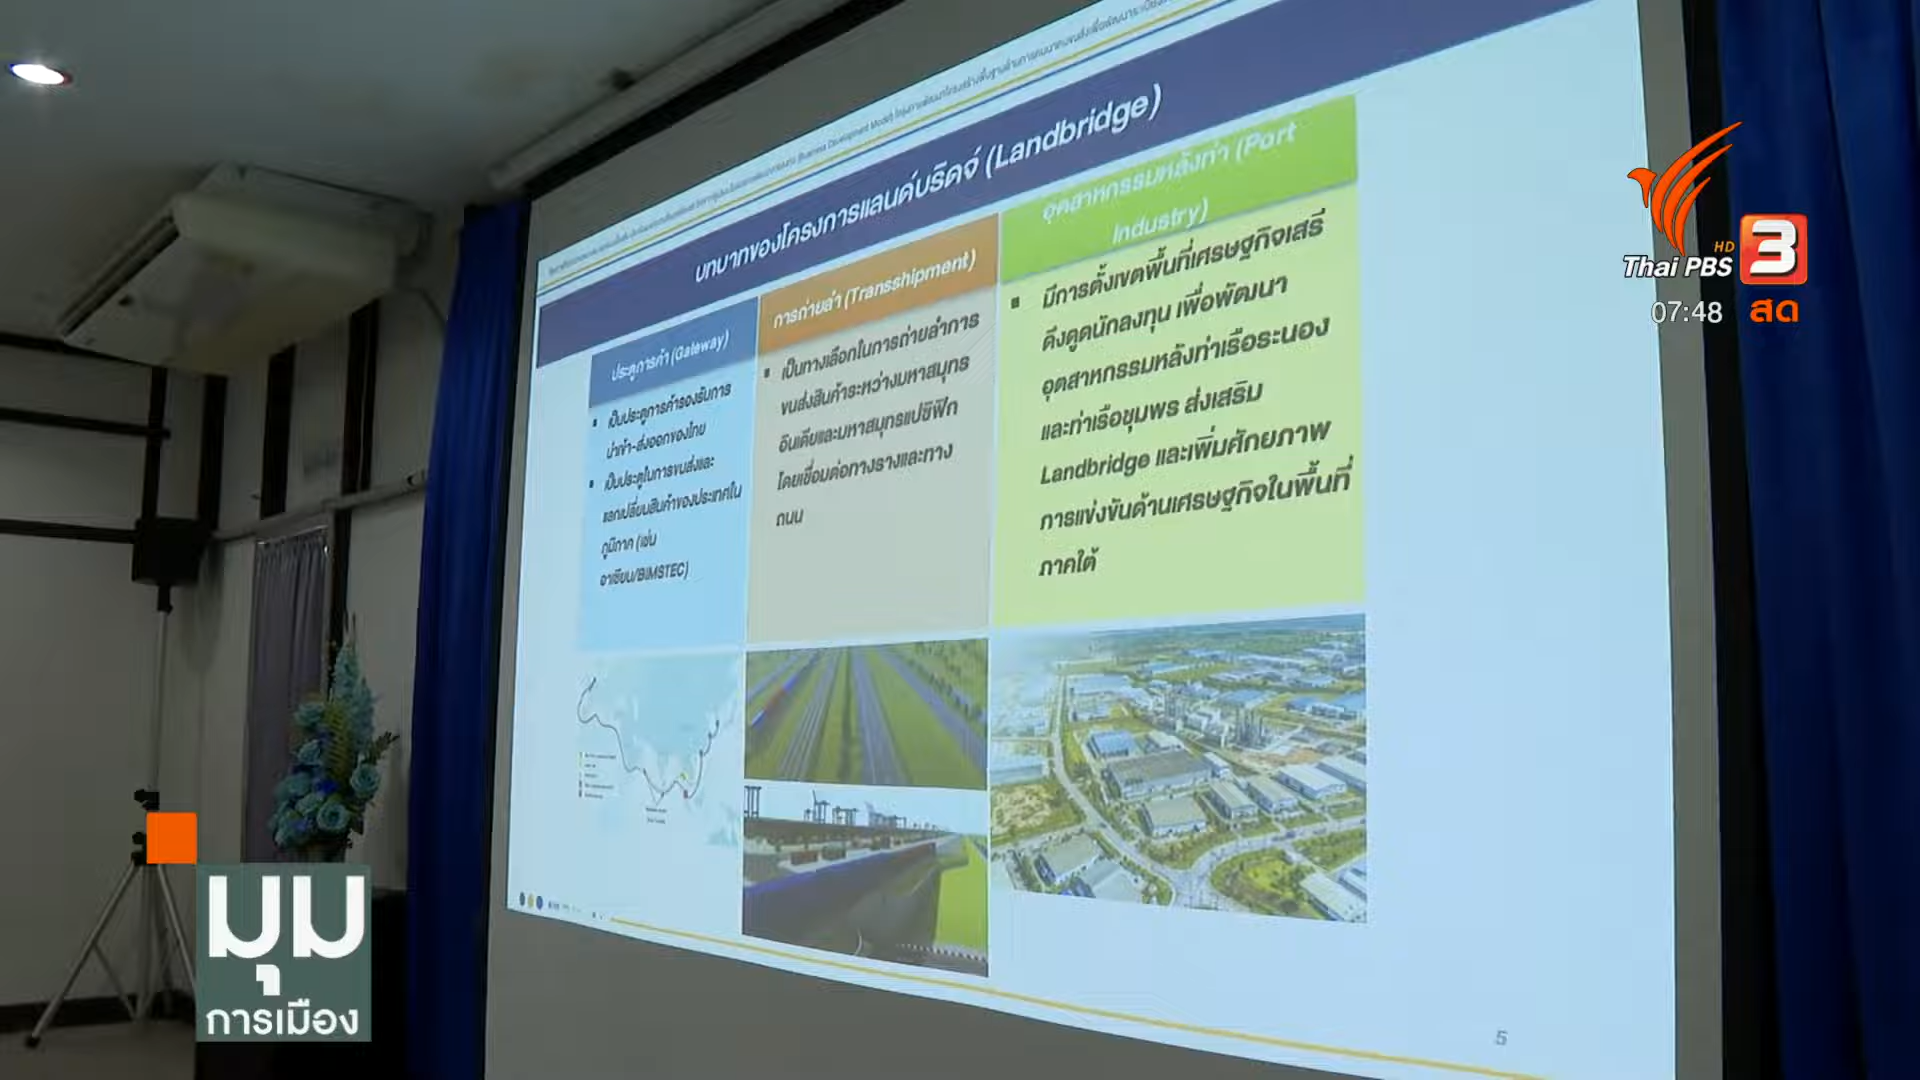 บทบาทของโครงการแลนด์บริดจ์ (Landbridge)
ประตูการค้า (Gateway)
เป็นประตูการค้ารองรับการ
นำเข้า-ส่งออกของไทย
เป็นประตูในการขนส่งและ
แลกเปลี่ยนสินค้าของประเทศใน
ภูมิภาค (เช่น
อาเซียน/BIMSTEC)
การถ่ายลำ (Transshipment)
เป็นทางเลือกในการถ่ายลำการ
ขนส่งสินค้าระหว่างมหาสมุทร
อินเดียและมหาสมุทรแปซิฟิก
โดยเชื่อมต่อทางรางและทาง
ถนน
อุตสาหกรรมหลังท่า (Port
Industry)
มีการตั้งเขตพื้นที่เศรษฐกิจเสรี
ดึงดูดนักลงทุน เพื่อพัฒนา
อุตสาหกรรมหลังท่าเรือระนอง
และท่าเรือชุมพร ส่งเสริม
Landbridge และเพิ่มศักยภาพ
การแข่งขันด้านเศรษฐกิจในพื้นที่
ภาคใต้
5
HD
Thai PBS 3
07:48 สด
มุม
การเมือง